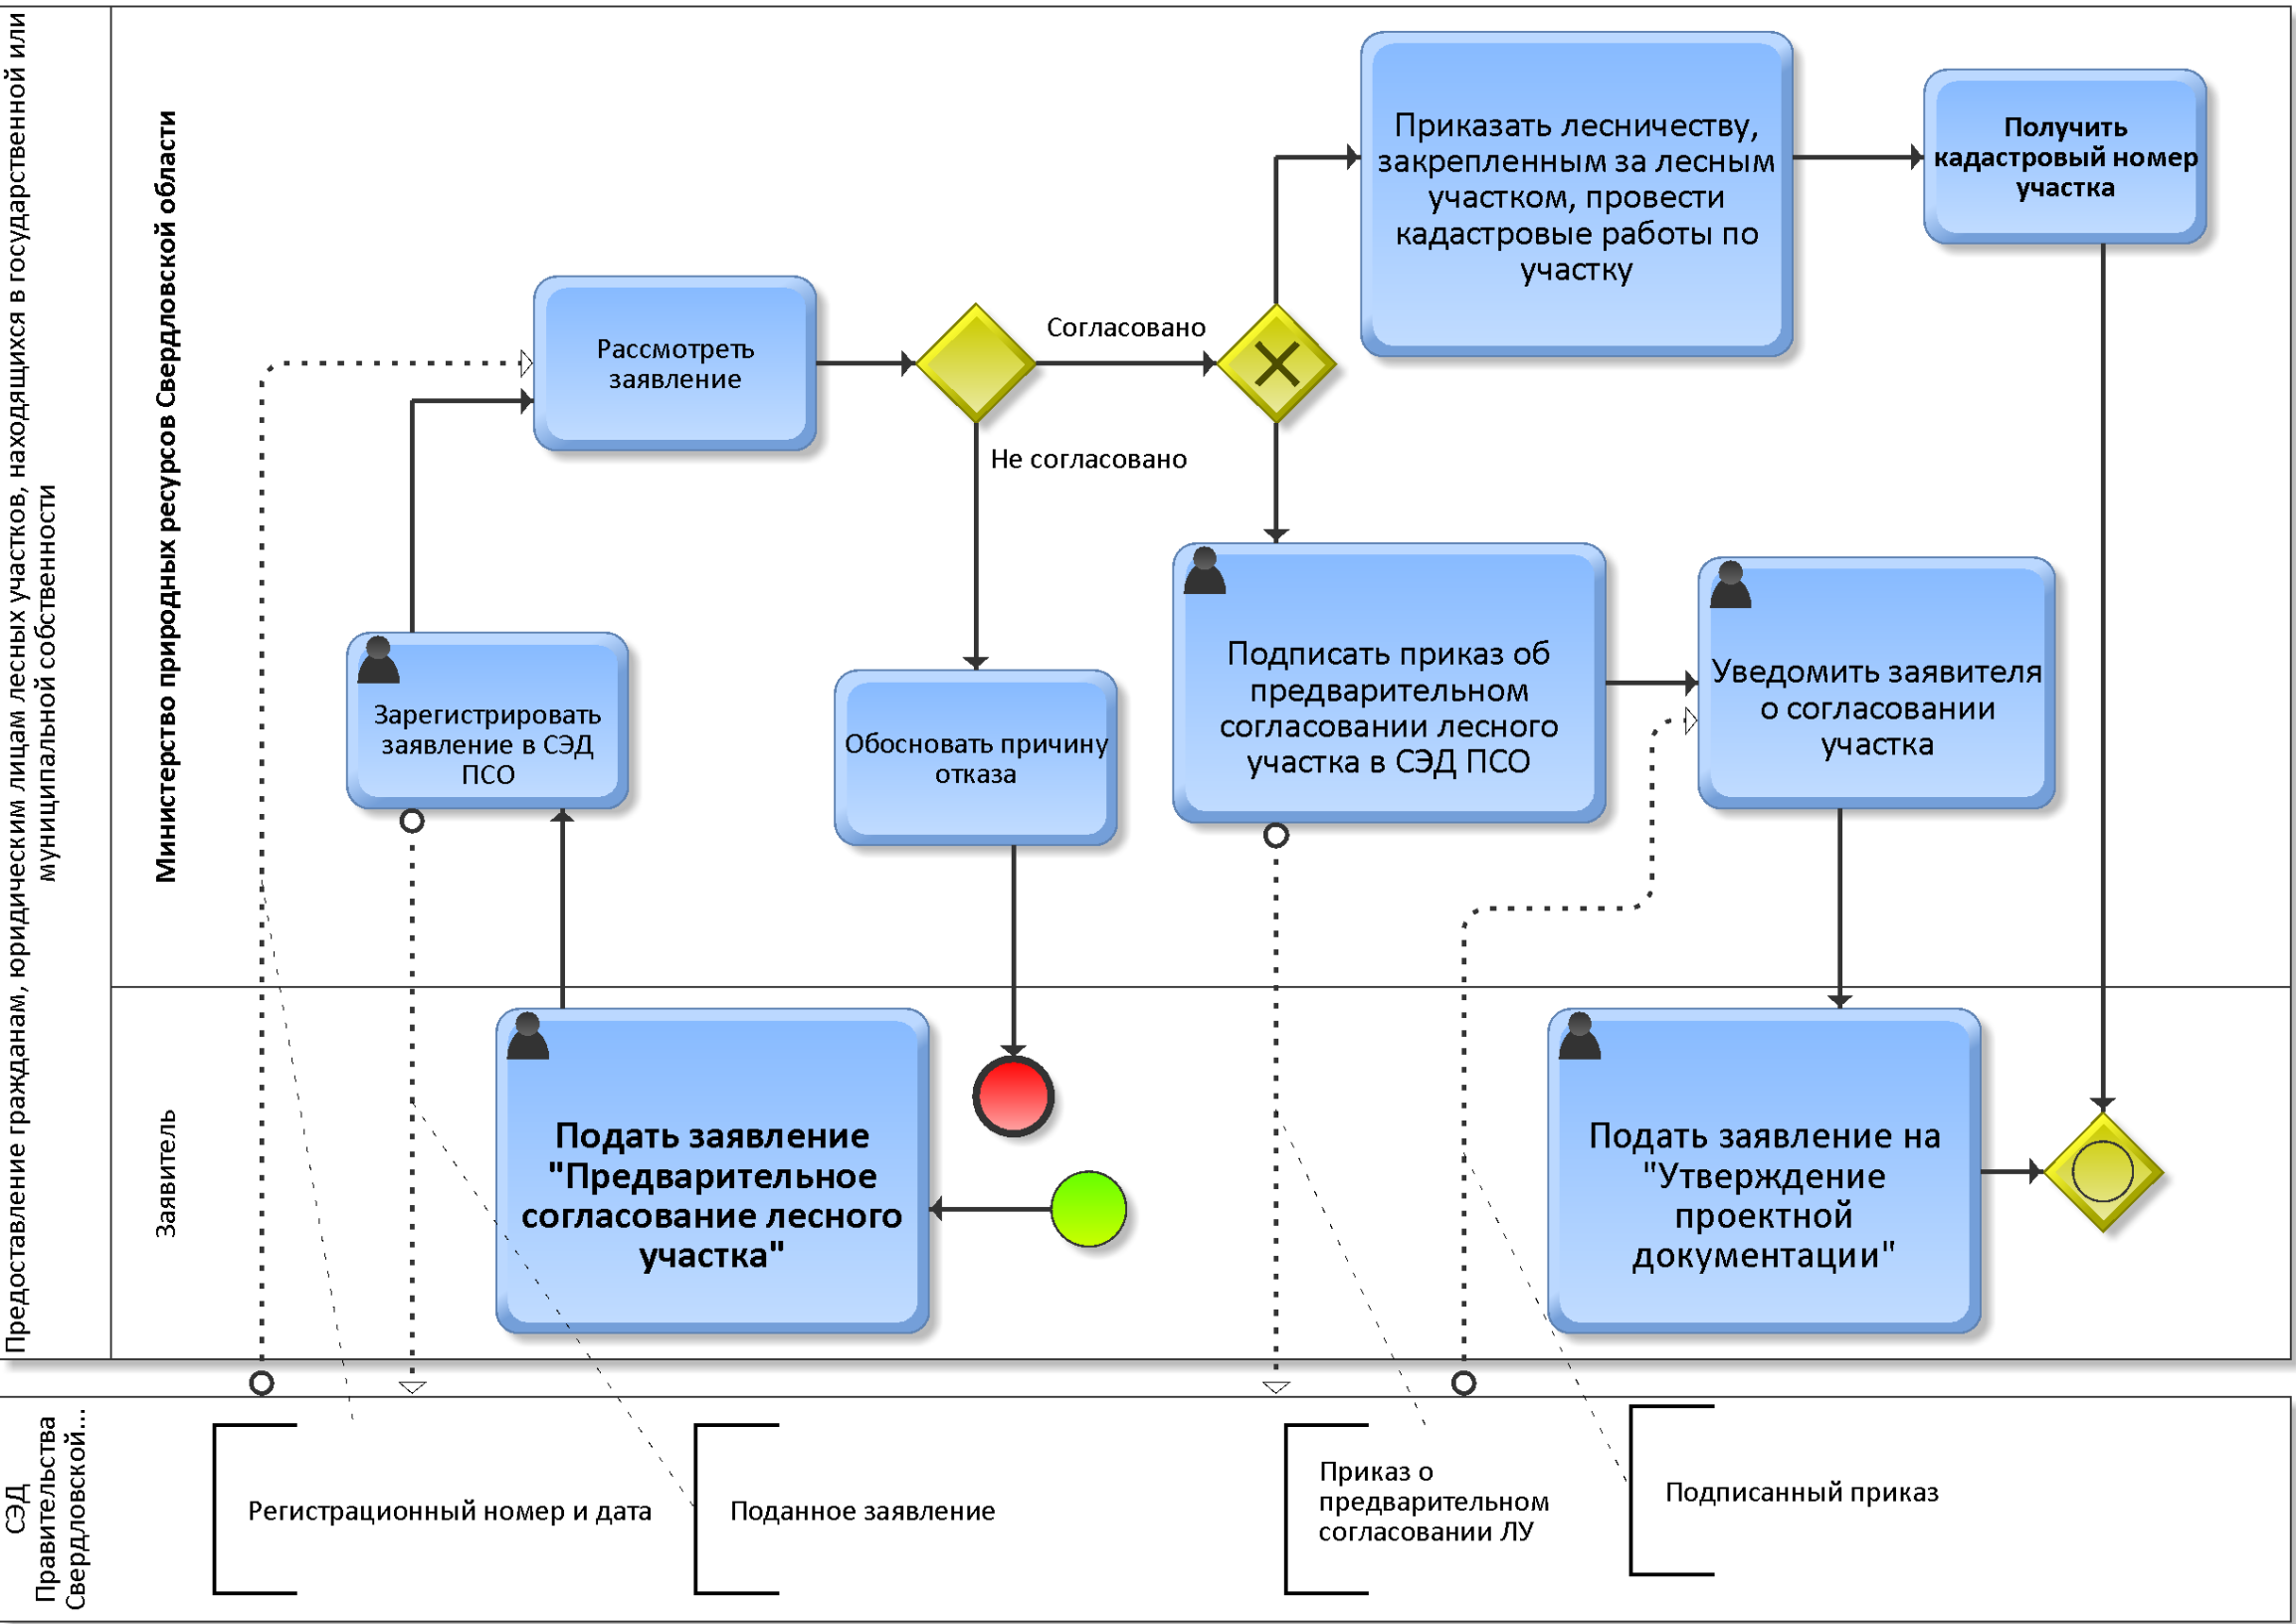 Предоставление гражданам, юридическим лицам лесных участков, находящихся в государственной или
муниципальной собственности
Министерство природных ресурсов Свердловской области
Приказать лесничеству,
закрепленным за лесным
участком, провести
кадастровые работы по
участку
Получить
кадастровый номер
участка
Рассмотреть
заявление
Согласовано
Не согласовано
Зарегистрировать
заявление в СЭД
ПСО
Обосновать причину
отказа
Подписать приказ об
предварительном
согласовании лесного
участка в СЭД ПСО
Уведомить заявителя
о согласовании
участка
Заявитель
Подать заявление
"Предварительное
согласование лесного
участка"
Подать заявление на
"Утверждение
проектной
документации"
СЭД
Правительства
Свердловской...
Регистрационный номер и дата
Поданное заявление
Приказ о
предварительном
согласовании ЛУ
Подписанный приказ